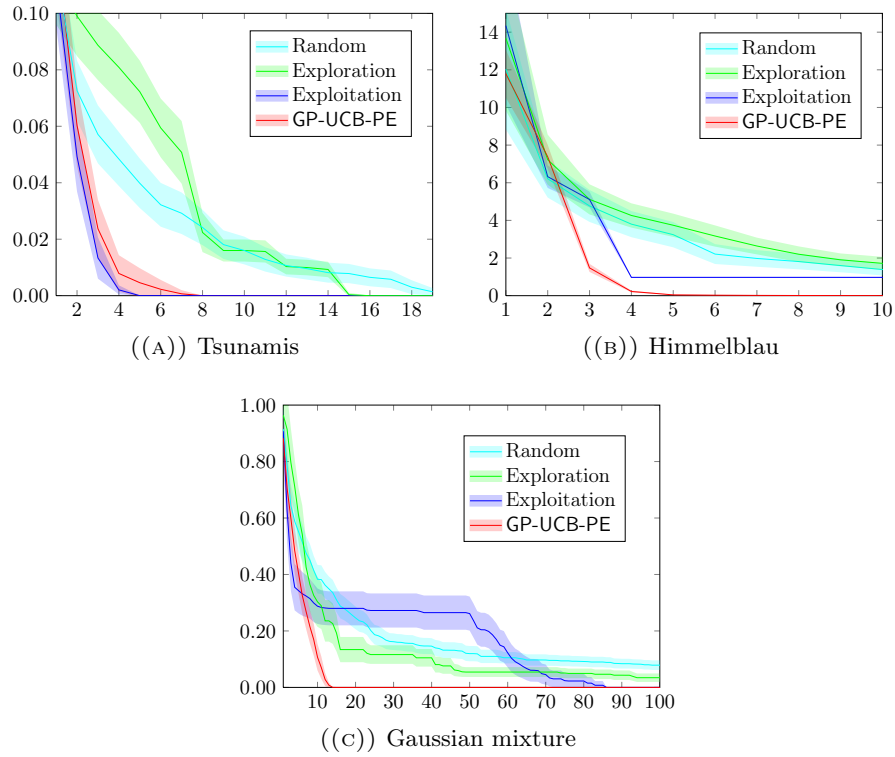 0.10
0.08
0.06
0.04
0.02
0.00
2 4 6 8 10 12 14 16 18
Random
Exploration
Exploitation
GP-UCB-PE
((A)) Tsunamis
14
12
10
8
6
4
2
0
1 2 3 4 5 6 7 8 9 10
Random
Exploration
Exploitation
GP-UCB-PE
((B)) Himmelblau
1.00
0.80
0.60
0.40
0.20
0.00
10 20 30 40 50 60 70 80 90 100
Random
Exploration
Exploitation
GP-UCB-PE
((C)) Gaussian mixture